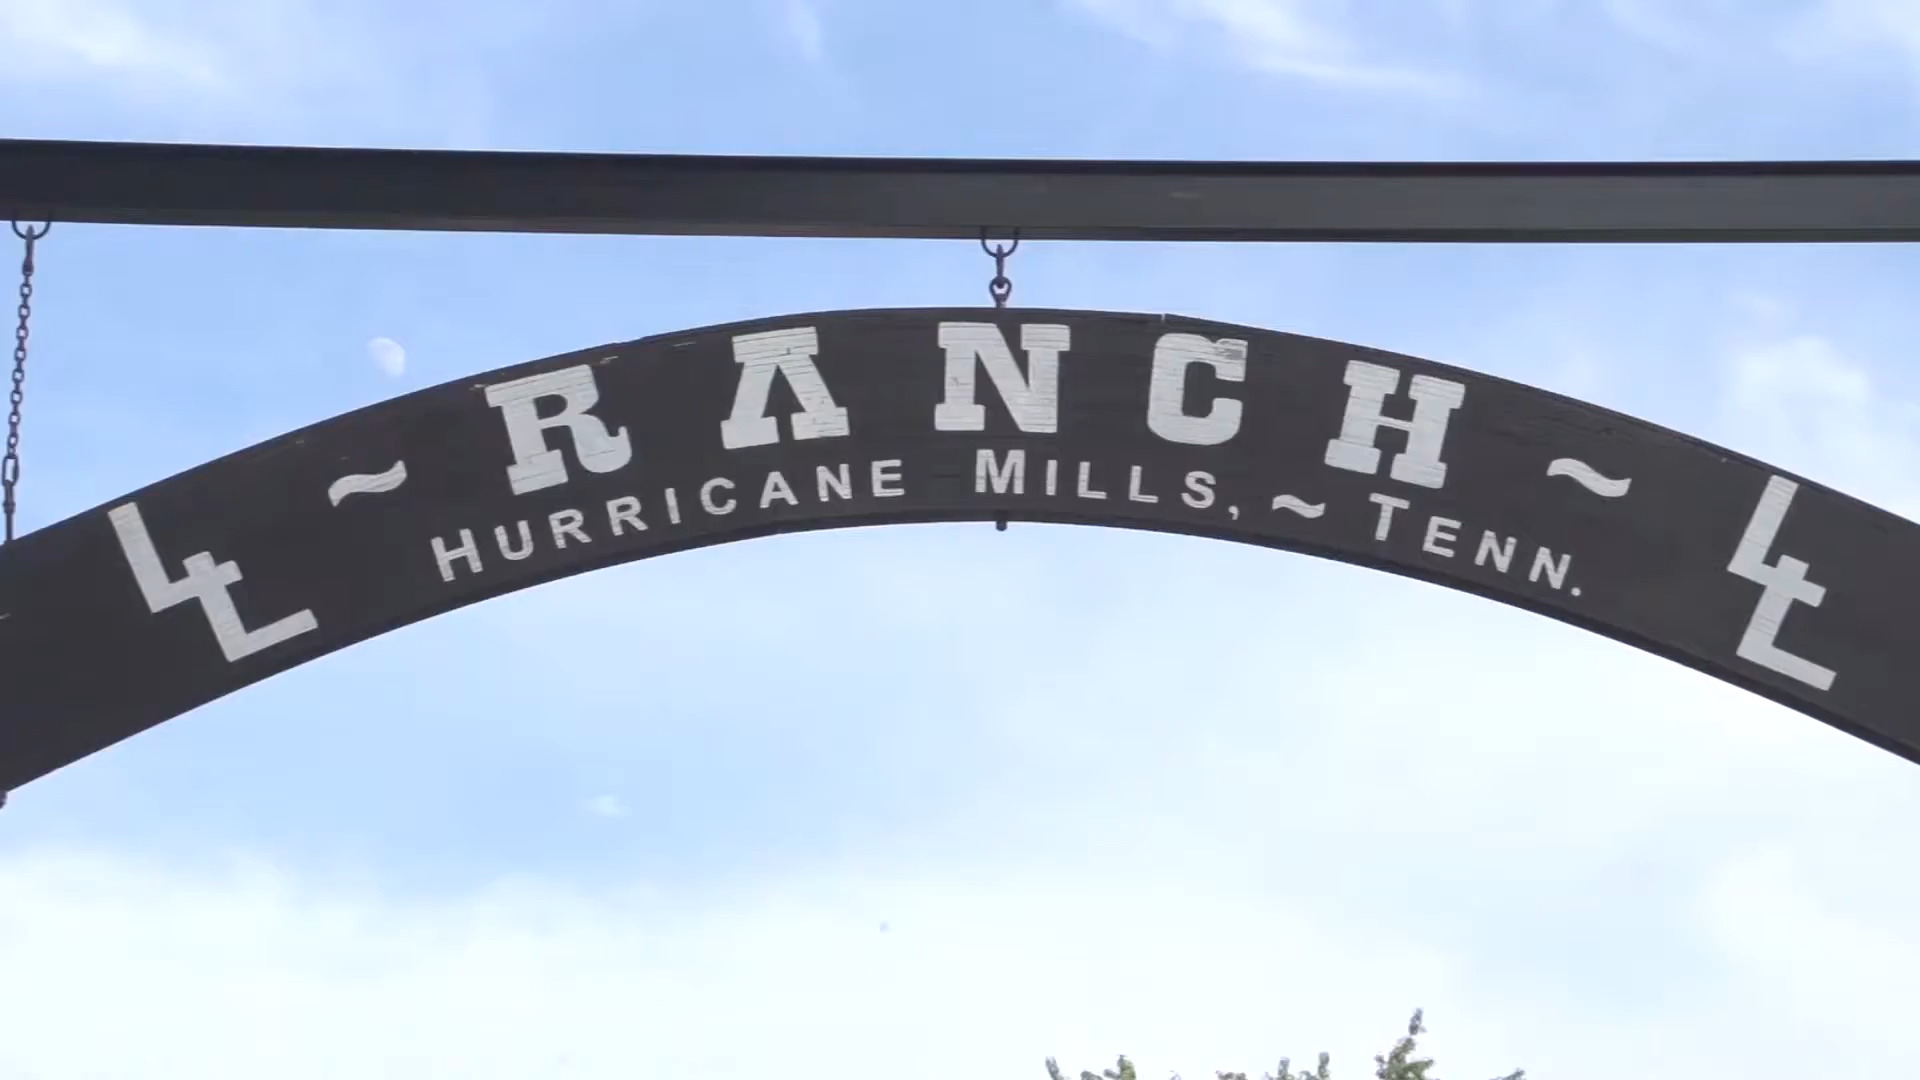 LL ~ RANCH ~ LL
HURRICANE MILLS, ~ TENN.